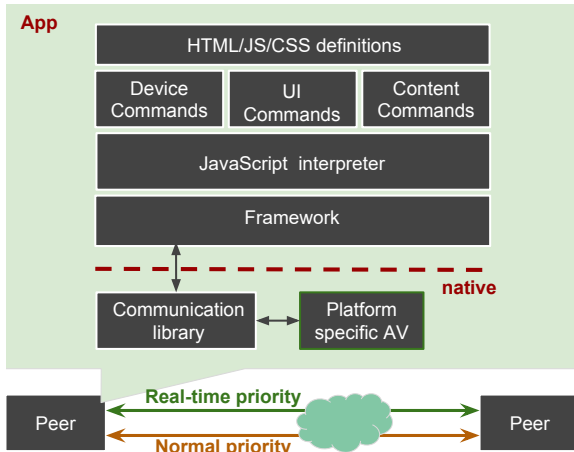 App
HTML/JS/CSS definitions
Device
Commands
UI
Commands
Content
Commands
JavaScript interpreter
Framework
native
Communication
library
Platform
specific AV
Real-time priority
Peer
Peer
Normal priority